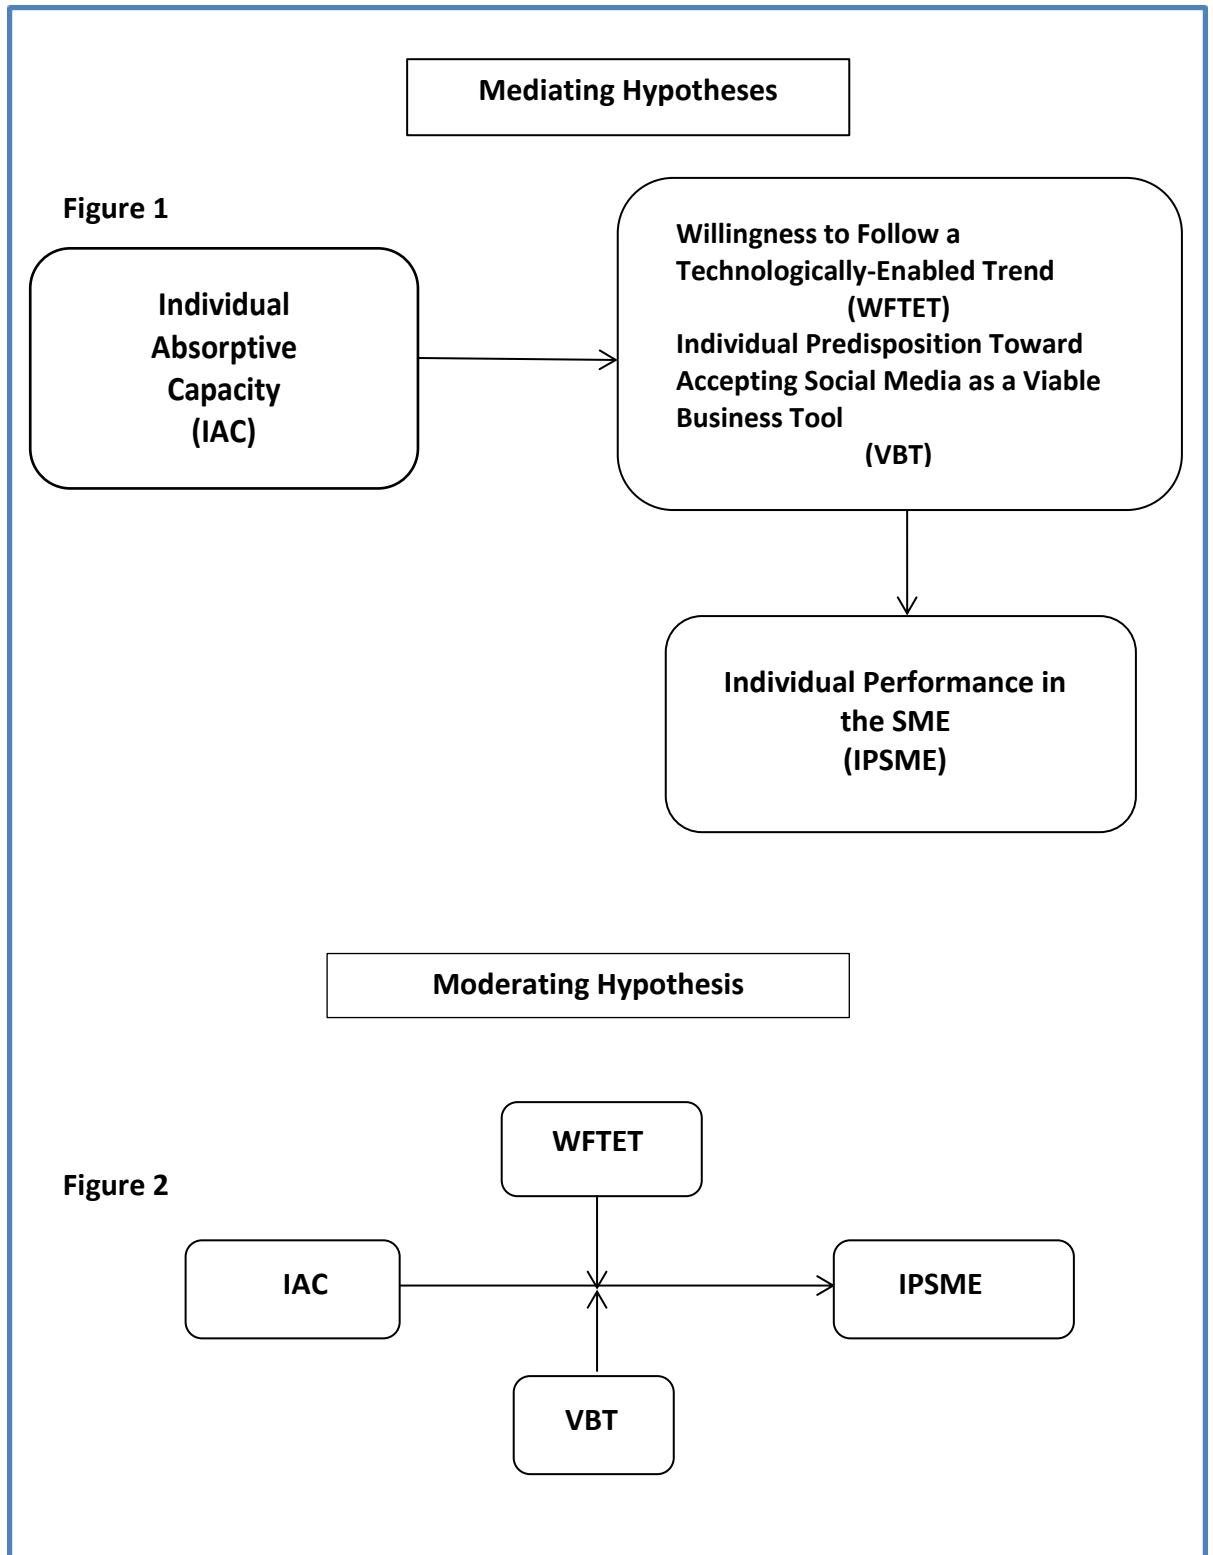 Mediating Hypotheses
Figure 1
Individual
Absorptive
Capacity
(IAC)
Willingness to Follow a
Technologically-Enabled Trend
(WFTET)
Individual Predisposition Toward
Accepting Social Media as a Viable
Business Tool
(VBT)
Individual Performance in
the SME
(IPSME)
Moderating Hypothesis
Figure 2
WFTET
IAC
IPSME
VBT